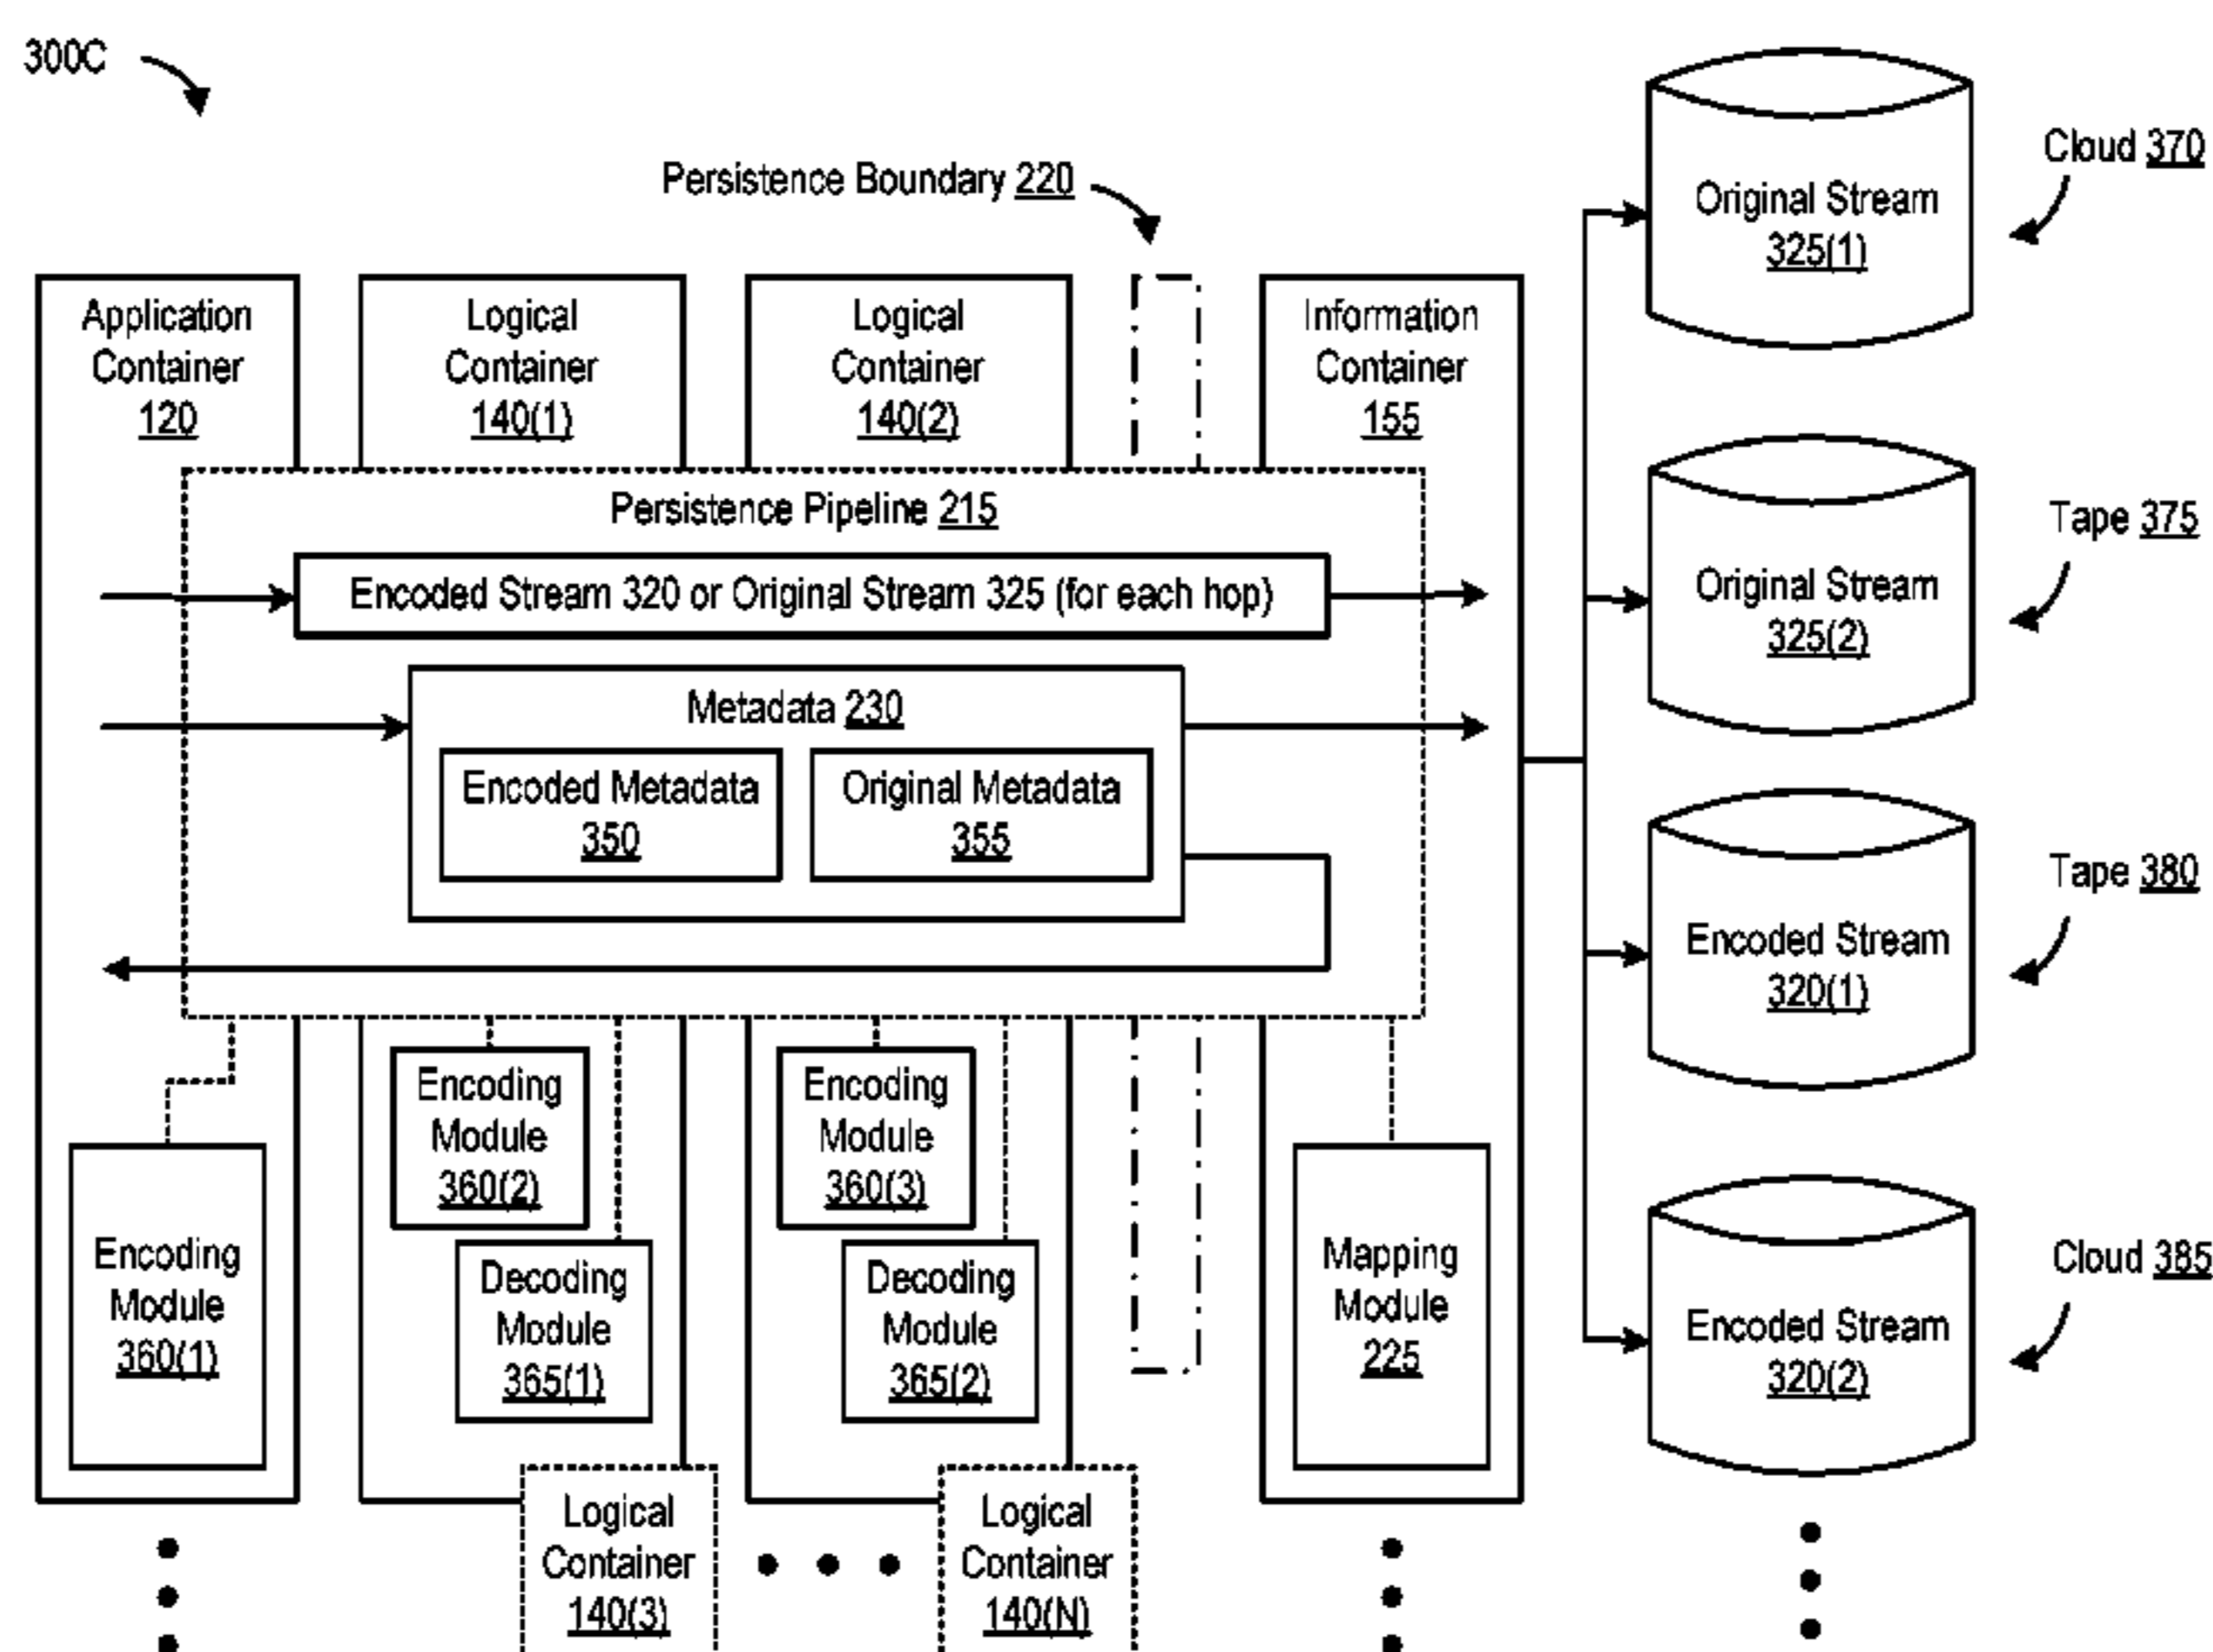 300C
Persistence Boundary 220
Application
Container
120
Logical
Container
140(1)
Logical
Container
140(2)
Information
Container
155
Persistence Pipeline 215
Encoded Stream 320 or Original Stream 325 (for each hop)
Metadata 230
Encoded Metadata
350
Original Metadata
355
Encoding
Module
360(1)
Encoding
Module
360(2)
Decoding
Module
365(1)
Encoding
Module
360(3)
Decoding
Module
365(2)
Mapping
Module
225
Logical
Container
140(3)
Logical
Container
140(N)
Original Stream
325(1)
Cloud 370
Original Stream
325(2)
Tape 375
Encoded Stream
320(1)
Tape 380
Encoded Stream
320(2)
Cloud 385